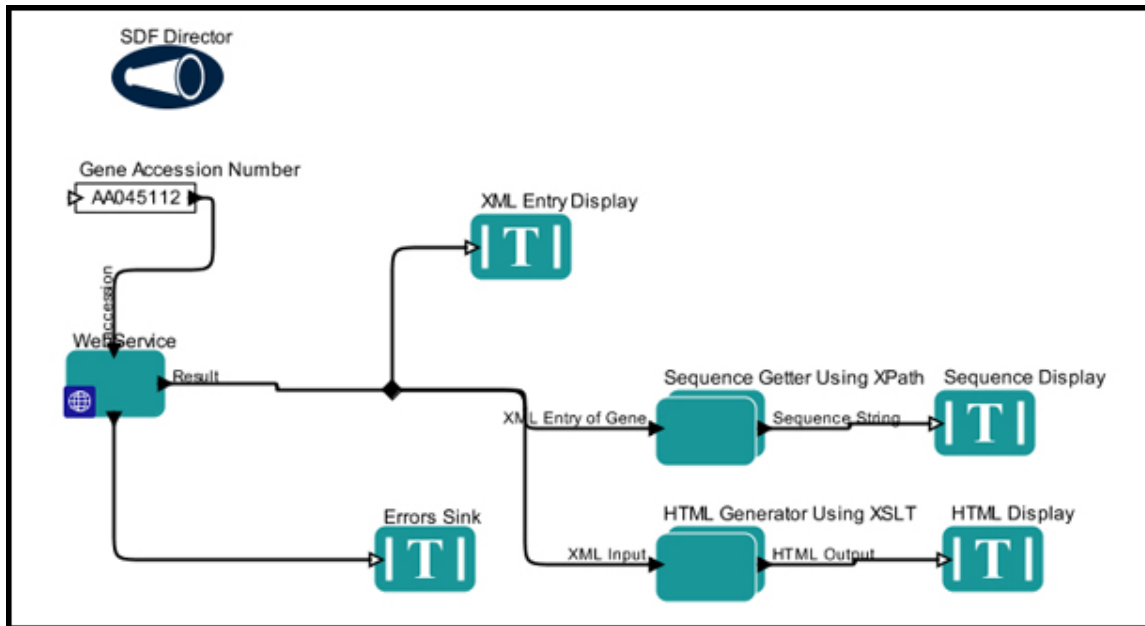 SDF Director
Gene Accession Number
AA045112
XML Entry Display
T
accession
WebService
Result
Sequence Getter Using XPath
Sequence Display
XML Entry of Gene
Sequence String
T
Errors Sink
T
HTML Generator Using XSLT
HTML Display
XML Input
HTML Output
T